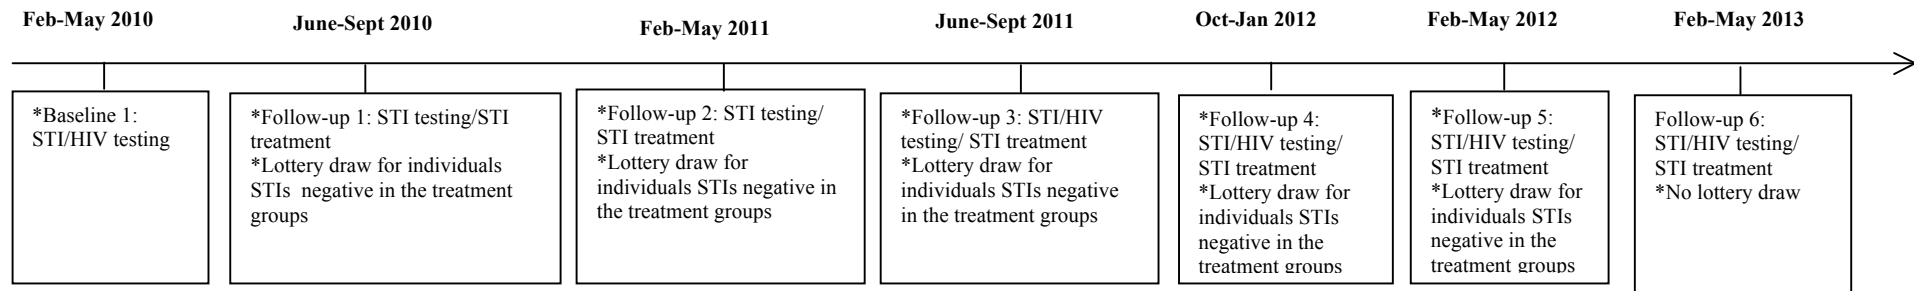 Feb-May 2010
June-Sept 2010
Feb-May 2011
June-Sept 2011
Oct-Jan 2012
Feb-May 2012
Feb-May 2013
*Baseline 1:
STI/HIV testing
*Follow-up 1: STI testing/STI
treatment
*Lottery draw for individuals
STIs negative in the treatment
groups
*Follow-up 2: STI testing/
STI treatment
*Lottery draw for
individuals STIs negative in
the treatment groups
*Follow-up 3: STI/HIV
testing/ STI treatment
*Lottery draw for
individuals STIs negative
in the treatment groups
*Follow-up 4:
STI/HIV testing/
STI treatment
*Lottery draw for
individuals STIs
negative in the
treatment groups
*Follow-up 5:
STI/HIV testing/
STI treatment
*Lottery draw for
individuals STIs
negative in the
treatment groups
Follow-up 6:
STI/HIV testing/
STI treatment
*No lottery draw